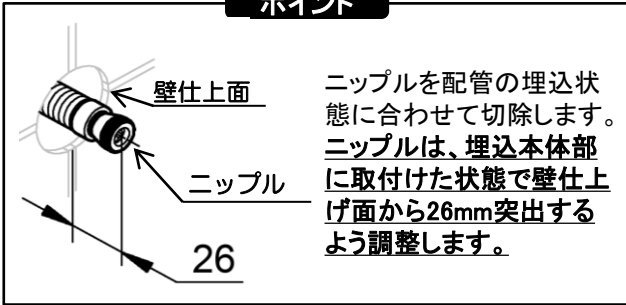 ポイント
壁仕上面
ニップル
26
ニップルを配管の埋込状
態に合わせて切除します。
ニップルは、埋込本体部
に取付けた状態で壁仕上
げ面から26mm突出する
よう調整します。